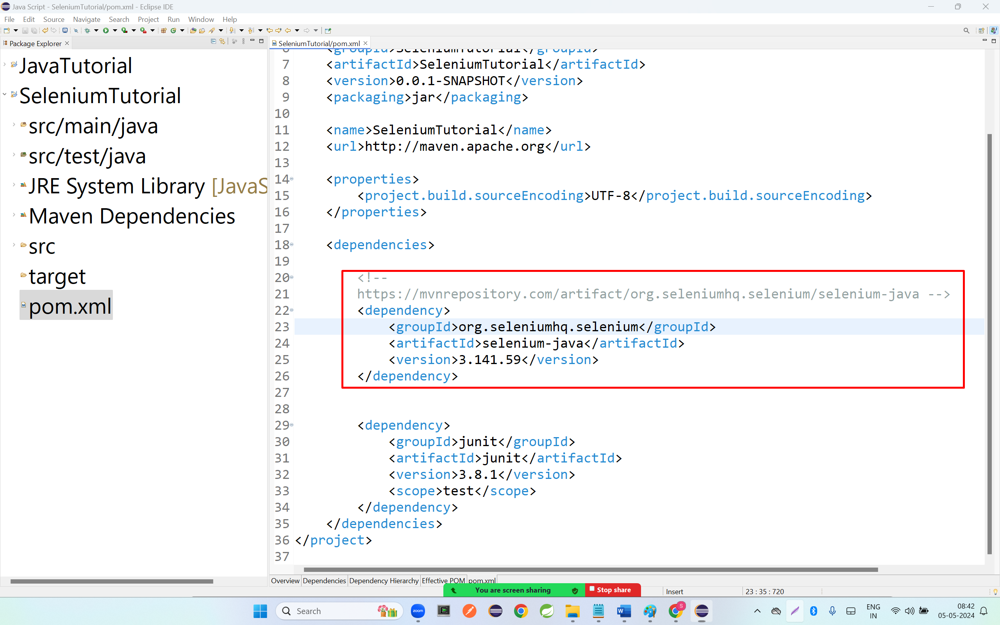 Java Script - SeleniumTutorial/pom.xml - Eclipse IDE
File Edit Source Navigate Search Project Run Window Help
Package Explorer
JavaTutorial
SeleniumTutorial
src/main/java
src/test/java
JRE System Library [JavaS
Maven Dependencies
src
target
pom.xml
SeleniumTutorial/pom.xml
6 <groupId>SeleniumTutorial</groupId>
7 <artifactId>SeleniumTutorial</artifactId>
8 <version>0.0.1-SNAPSHOT</version>
9 <packaging>jar</packaging>
10
11 <name>SeleniumTutorial</name>
12 <url>http://maven.apache.org</url>
13
14 <properties>
15 <project.build.sourceEncoding>UTF-8</project.build.sourceEncoding>
16 </properties>
17
18 <dependencies>
19
20 <!--
21 https://mvnrepository.com/artifact/org.seleniumhq.selenium/selenium-java -->
22 <dependency>
23 <groupId>org.seleniumhq.selenium</groupId>
24 <artifactId>selenium-java</artifactId>
25 <version>3.141.59</version>
26 </dependency>
27
28
29 <dependency>
30 <groupId>junit</groupId>
31 <artifactId>junit</artifactId>
32 <version>3.8.1</version>
33 <scope>test</scope>
34 </dependency>
35 </dependencies>
36 </project>
37
Overview Dependencies Dependency Hierarchy Effective POM pom.xml
You are screen sharing Stop share
Insert 23 : 35 : 720
Search
zoom
S
ENG
IN
08:42
05-05-2024